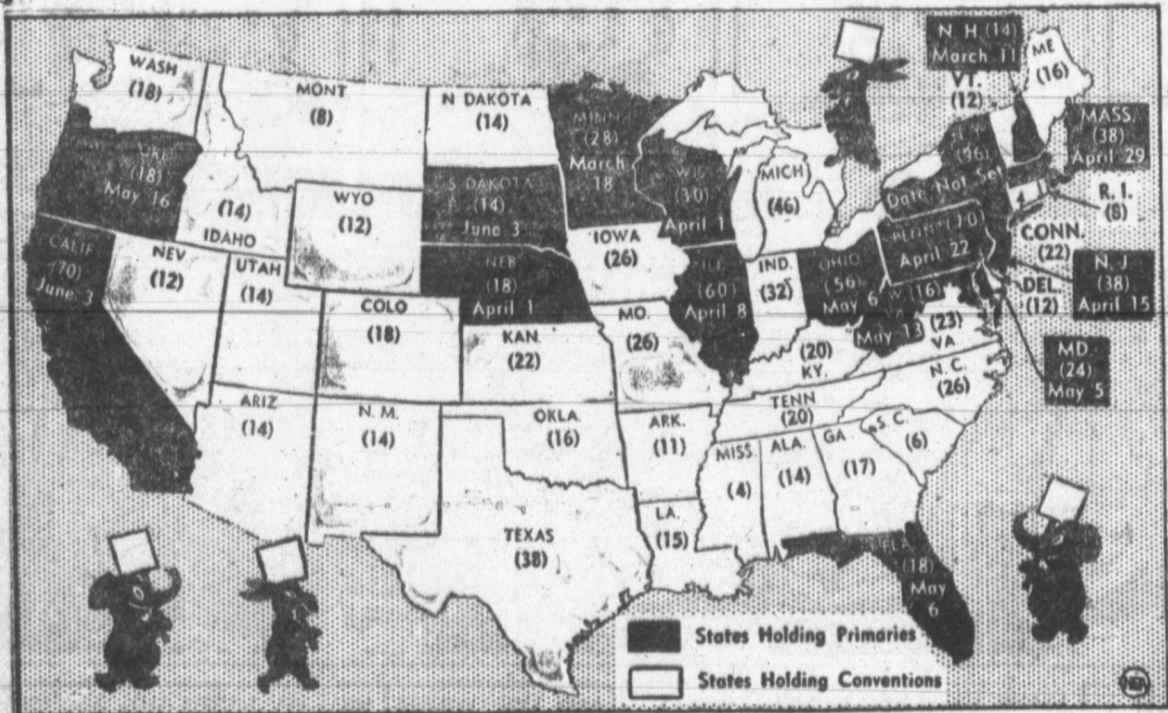 WASH
(18)
MONT
(8)
N DAKOTA
(14)
MINN
(28)
March
18
N. H (14)
March 11
VT.
(12)
ME
(16)
MASS.
(38)
April 29
ORE
(18)
May 16
(14)
IDAHO
WYO
(12)
S DAKOTA
(14)
June 3
WIS
(30)
April 1
MICH
(46)
N. Y.
(96)
Date Not Set
R. I.
(8)
CONN.
(22)
CALIF
(70)
June 3
NEV
(12)
UTAH
(14)
COLO
(18)
NEB
(18)
April 1
IOWA
(26)
ILL.
(60)
April 8
IND.
(32)
OHIO
(56)
May 6
PENN (70)
April 22
N. J
(38)
April 15
DEL.
(12)
W. (16)
VA.
May 13
(23)
VA
MD.
(24)
May 5
KAN.
(22)
MO.
(26)
(20)
KY.
N. C.
(26)
ARIZ
(14)
N. M.
(14)
OKLA.
(16)
ARK.
(11)
TENN
(20)
S. C.
(6)
MISS
(4)
ALA.
(14)
GA.
(17)
TEXAS
(38)
LA.
(15)
FLA
(18)
May
6
States Holding Primaries
States Holding Conventions
NEA